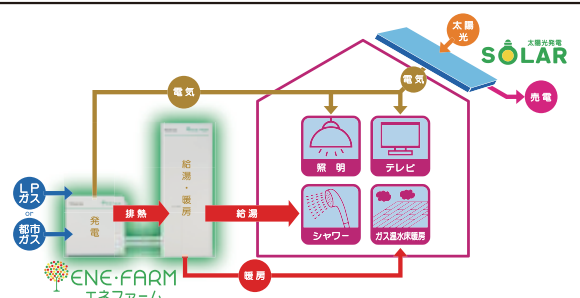 太陽
光
太陽光発電
SOLAR
電気
電気
売電
照明
テレビ
給湯・暖房
LP
ガス
or
都市
ガス
発電
排熱
給湯
シャワー
ガス温水床暖房
暖房
ENE・FARM
エネファーム